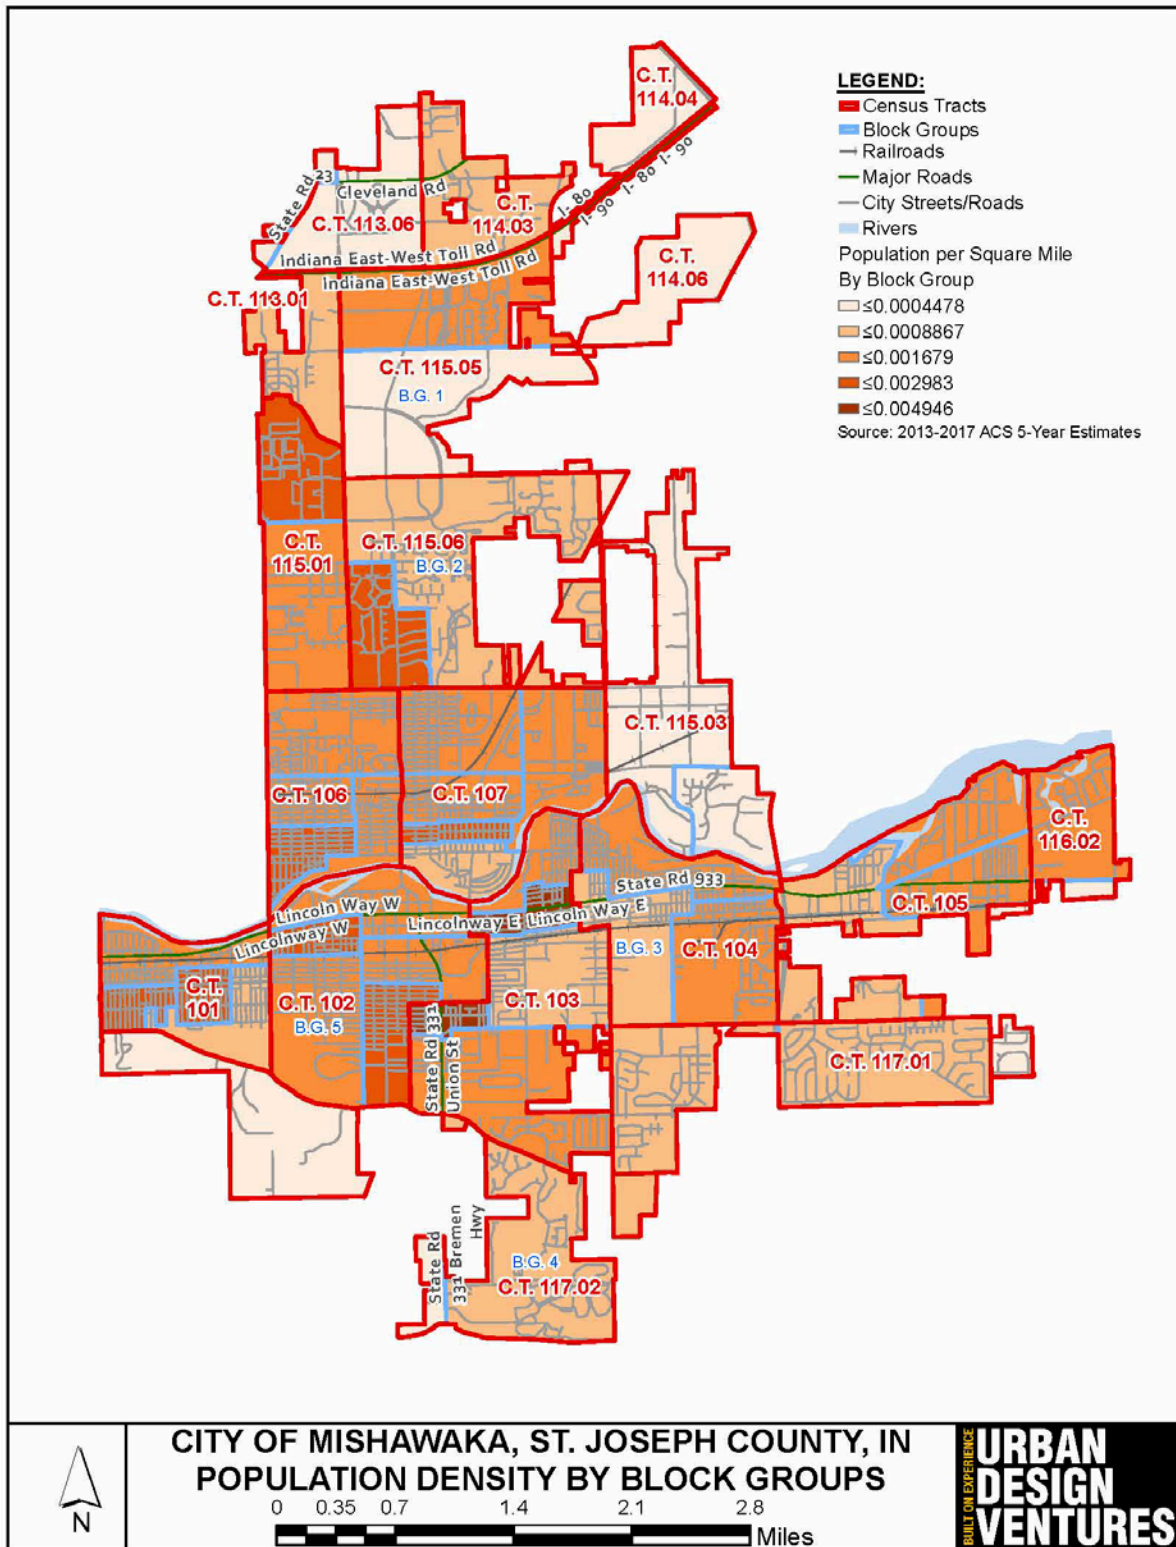 C.T.
114.04
LEGEND:
Census Tracts
Block Groups
Railroads
Major Roads
City Streets/Roads
Rivers
Population per Square Mile
By Block Group
≤0.0004478
≤0.0008867
≤0.001679
≤0.002983
≤0.004946
Source: 2013-2017 ACS 5-Year Estimates
State Rd 23
Cleveland Rd
C.T. 113.06
C.T.
114.03
I- 80
I- 90
I- 80
I- 90
Indiana East-West Toll Rd
Indiana East-West Toll Rd
C.T.
114.06
C.T. 113.01
C.T. 115.05
B.G. 1
C.T.
115.01
C.T. 115.06
B.G. 2
C.T. 115.03
C.T. 106
C.T. 107
C.T.
116.02
State Rd 933
Lincoln Way W
Lincolnway E
Lincoln Way E
Lincolnway W
C.T. 105
B.G. 3
C.T. 104
C.T.
101
C.T. 102
B.G. 5
C.T. 103
State Rd 331
Union St
C.T. 117.01
State Rd
331 Bremen
Hwy
B.G. 4
C.T. 117.02
N
CITY OF MISHAWAKA, ST. JOSEPH COUNTY, IN
POPULATION DENSITY BY BLOCK GROUPS
0 0.35 0.7 1.4 2.1 2.8
Miles
BUILT ON EXPERIENCE
URBAN
DESIGN
VENTURES